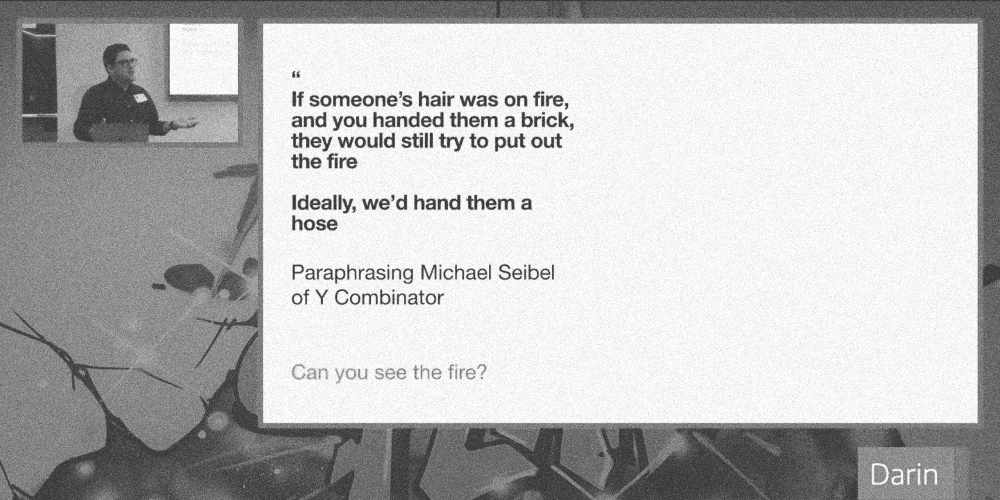 “
If someone’s hair was on fire,
and you handed them a brick,
they would still try to put out
the fire
Ideally, we’d hand them a
hose
Paraphrasing Michael Seibel
of Y Combinator
Can you see the fire?
Darin